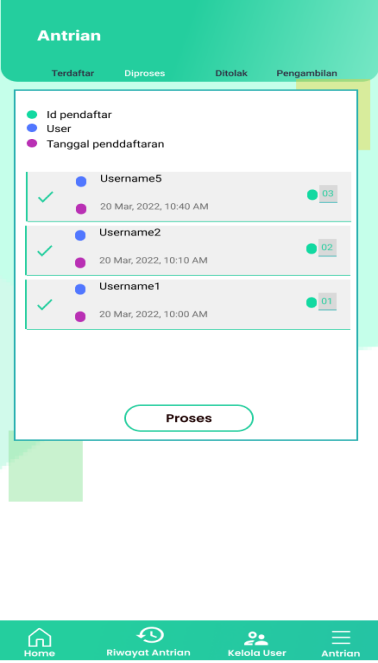 Antrian
Terdaftar Diproses Ditolak Pengambilan
Id pendaftar
User
Tanggal penddaftaran
Username5
03
20 Mar, 2022, 10:40 AM
Username2
02
20 Mar, 2022, 10:10 AM
Username1
01
20 Mar, 2022, 10:00 AM
Proses
Home Riwayat Antrian Kelola User Antrian